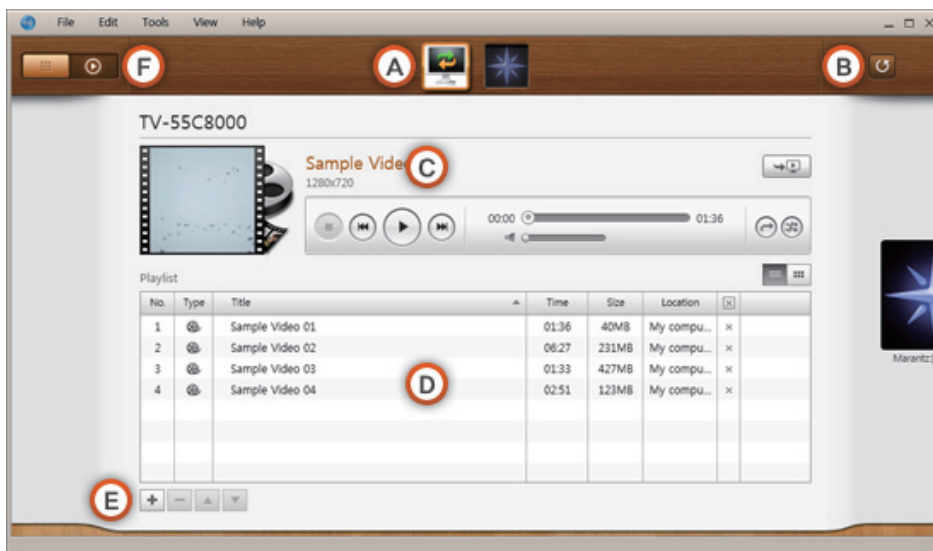 File Edit Tools View Help
F A B
TV-55C8000
Sample Vide C
1280x720
00:00 01:36
Playlist
No. Type Title Time Size Location
1 Sample Video 01 01:36 40MB My compu...
2 Sample Video 02 06:27 231MB My compu...
3 Sample Video 03 01:33 427MB My compu...
4 Sample Video 04 02:51 123MB My compu...
D
Marantz
E